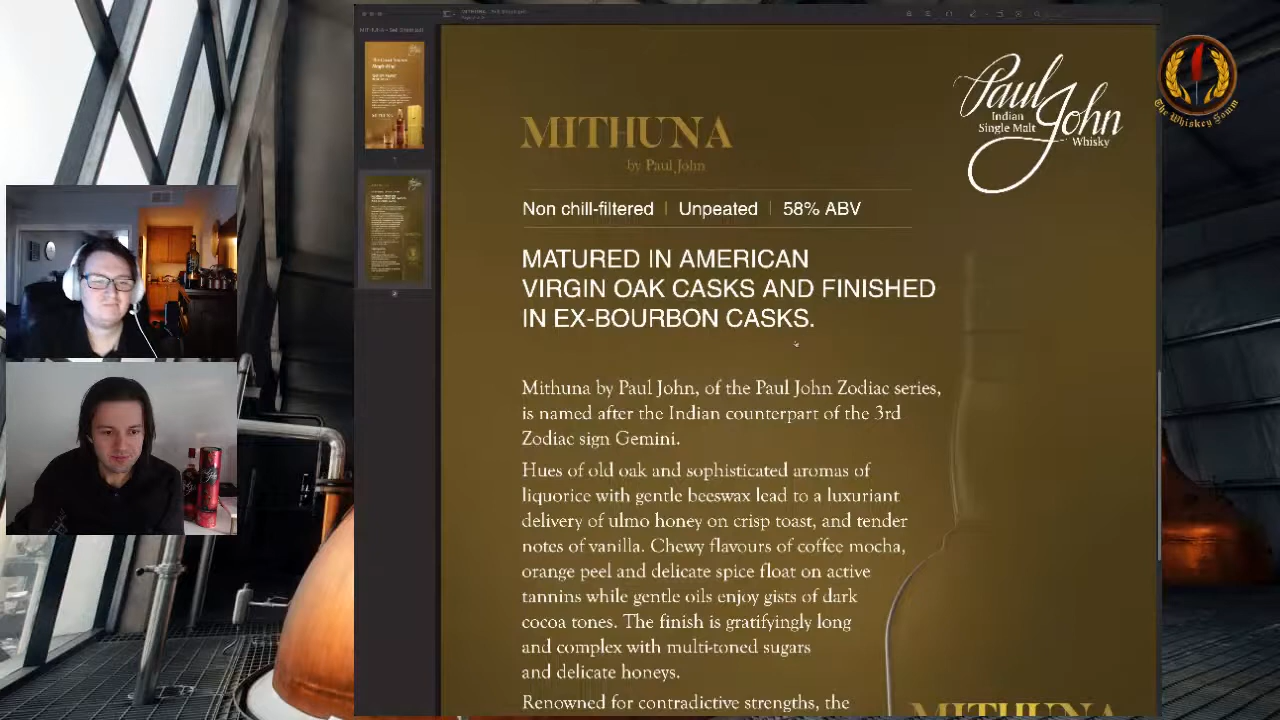 MITHUNA
by Paul John
Paul John
Indian
Single Malt
Whisky
The Whiskey Somm
Non chill-filtered | Unpeated | 58% ABV
MATURED IN AMERICAN
VIRGIN OAK CASKS AND FINISHED
IN EX-BOURBON CASKS.
Mithuna by Paul John, of the Paul John Zodiac series,
is named after the Indian counterpart of the 3rd
Zodiac sign Gemini.
Hues of old oak and sophisticated aromas of
liquorice with gentle beeswax lead to a luxuriant
delivery of ulmo honey on crisp toast, and tender
notes of vanilla. Chewy flavours of coffee mocha,
orange peel and delicate spice float on active
tannins while gentle oils enjoy gists of dark
cocoa tones. The finish is gratifyingly long
and complex with multi-toned sugars
and delicate honeys.
Renowned for contradictive strengths, the
MITHUNA